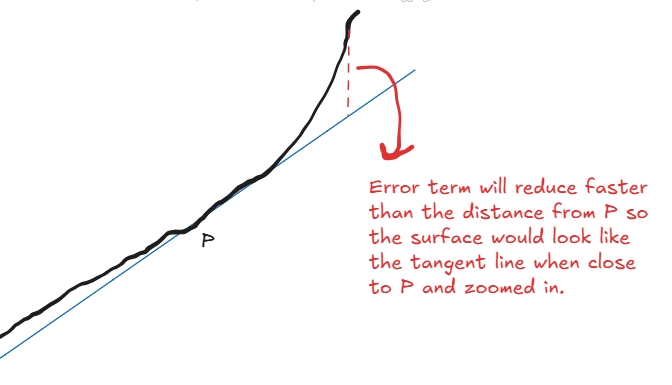 P
Error term will reduce faster
than the distance from P so
the surface would look like
the tangent line when close
to P and zoomed in.